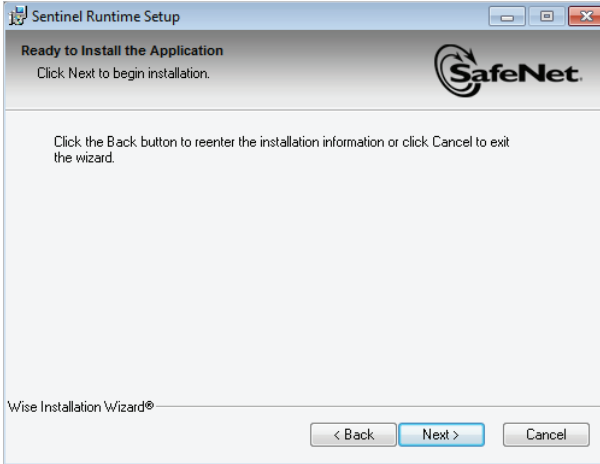 Sentinel Runtime Setup
Ready to Install the Application
Click Next to begin installation.
SafeNet.
Click the Back button to reenter the installation information or click Cancel to exit
the wizard.
Wise Installation Wizard®
< Back
Next >
Cancel